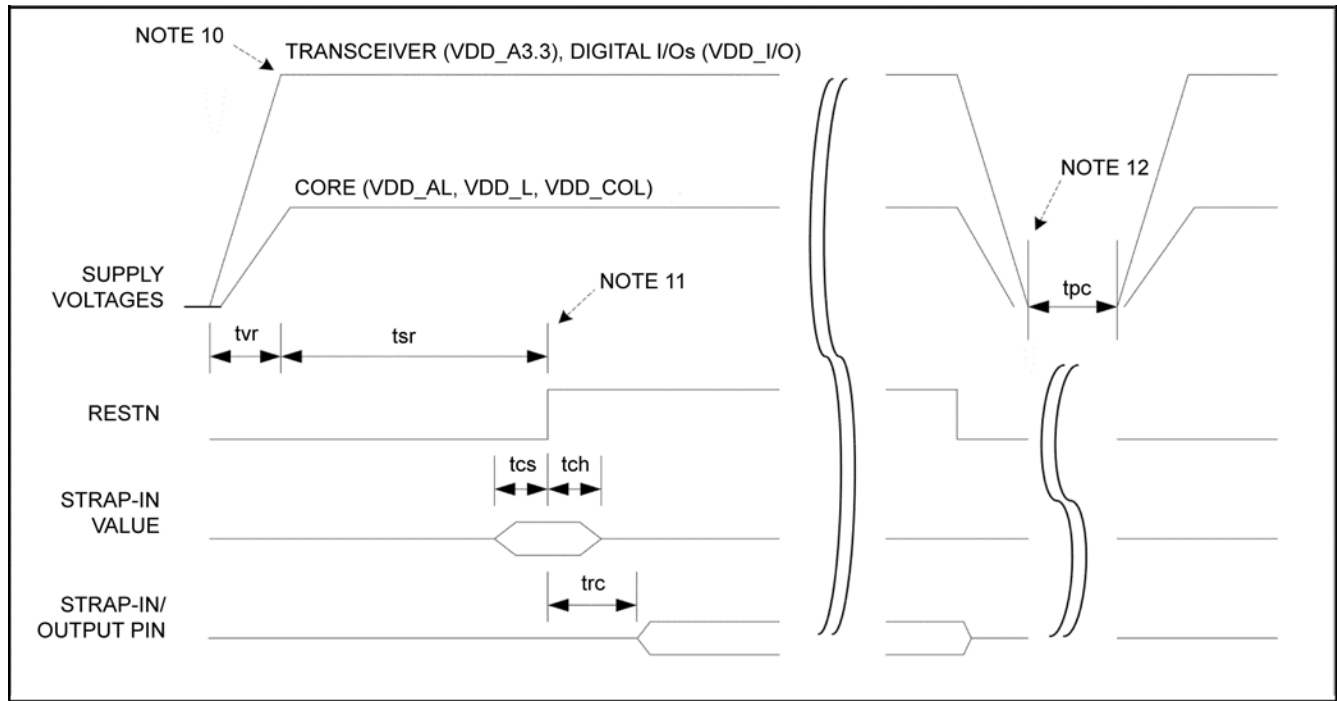 NOTE 10
TRANSCEIVER (VDD_A3.3), DIGITAL I/Os (VDD_I/O)
CORE (VDD_AL, VDD_L, VDD_COL)
NOTE 12
SUPPLY
VOLTAGES
NOTE 11
tpc
tvr
tsr
RESTN
tcs
tch
STRAP-IN
VALUE
trc
STRAP-IN/
OUTPUT PIN